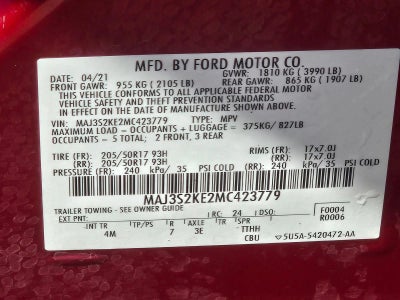 MFD. BY FORD MOTOR CO.
DATE: 04/21 GVWR: 1810 KG ( 3990 LB)
FRONT GAWR: 955 KG ( 2105 LB) REAR GAWR: 865 KG ( 1907 LB)
THIS VEHICLE CONFORMS TO ALL APPLICABLE FEDERAL MOTOR VEHICLE
SAFETY AND THEFT PREVENTION STANDARDS IN
EFFECT ON THE DATE OF MANUFACTURE SHOWN ABOVE.
VIN: MAJ3S2KE2MC423779 TYPE: MPV
MAXIMUM LOAD - OCCUPANTS + LUGGAGE = 375KG/ 827LB
OCCUPANTS - 5 TOTAL; 2 FRONT, 3 REAR
TIRE (FR): 205/50R17 93H RIMS (FR): 17x7.0J
(RR): 205/50R17 93H (RR): 17x7.0J
PRESSURE (FR): 240 kPa/ 35 PSI COLD (RR): 240 kPa/ 35 PSI COLD
MAJ3S2KE2MC423779
TRAILER TOWING - SEE OWNER GUIDE
EXT PNT: RC: 24 DSO: F0004
R0006
INT TR TP/PS R AXLE TR TTHH
4M 7 3E CBU 5U5A-5420472-AA